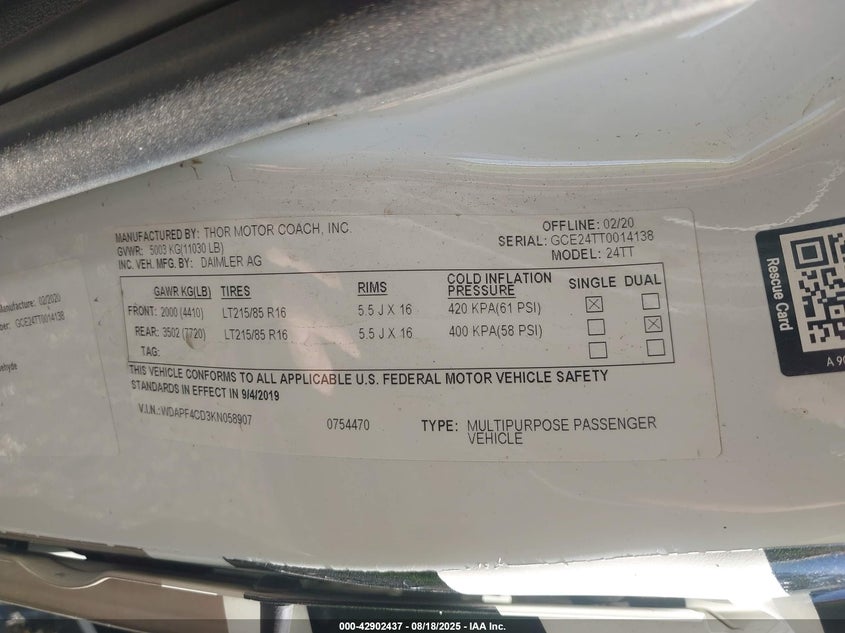 MANUFACTURED BY: THOR MOTOR COACH, INC.
OFFLINE: 02/20
GVWR: 5003 KG(11030 LB)
SERIAL: GCE24TT0014138
INC. VEH. MFG. BY: DAIMLER AG
MODEL: 24TT
GAWR KG(LB) TIRES RIMS COLD INFLATION PRESSURE SINGLE DUAL
FRONT: 2000 (4410) LT215/85 R16 5.5 J X 16 420 KPA(61 PSI) ☒ ☐
REAR: 3502 (7720) LT215/85 R16 5.5 J X 16 400 KPA(58 PSI) ☐ ☒
TAG: ☐ ☐
THIS VEHICLE CONFORMS TO ALL APPLICABLE U.S. FEDERAL MOTOR VEHICLE SAFETY
STANDARDS IN EFFECT IN 9/4/2019
V.I.N.: WDAPF4CD3KN058907 0754470 TYPE: MULTIPURPOSE PASSENGER
VEHICLE
Manufacture: 02/2020
GCE24TT0014138
Rescue Card
000-42902437 - 08/18/2025 - IAA Inc.